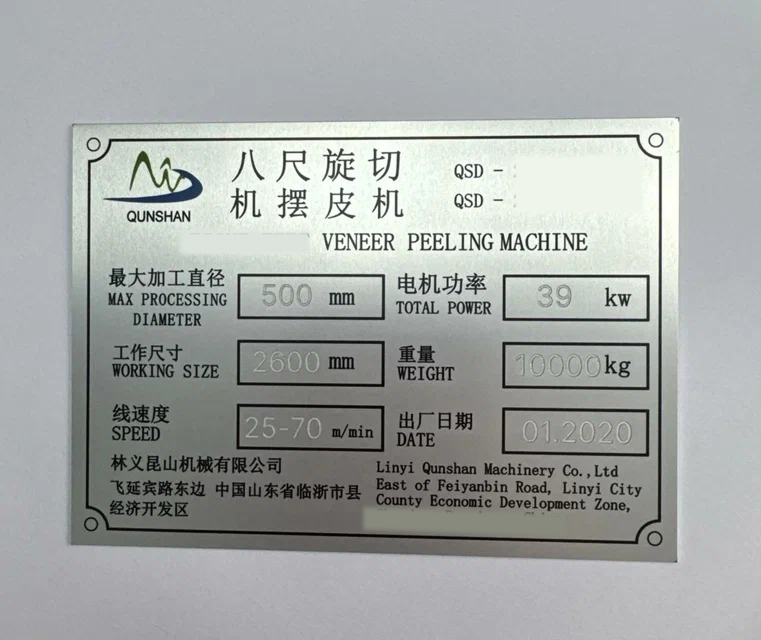 QUNSHAN
八尺旋切
机摆皮机
QSD -
QSD -
VENEER PEELING MACHINE
最大加工直径
MAX PROCESSING
DIAMETER
500 mm
电机功率
TOTAL POWER
39 kw
工作尺寸
WORKING SIZE
2600 mm
重量
WEIGHT
10000 kg
线速度
SPEED
25-70 m/min
出厂日期
DATE
01.2020
林义昆山机械有限公司
飞延宾路东边 中国山东省临浙市县
经济开发区
Linyi Qunshan Machinery Co.,Ltd
East of Feiyanbin Road, Linyi City
County Economic Development Zone,